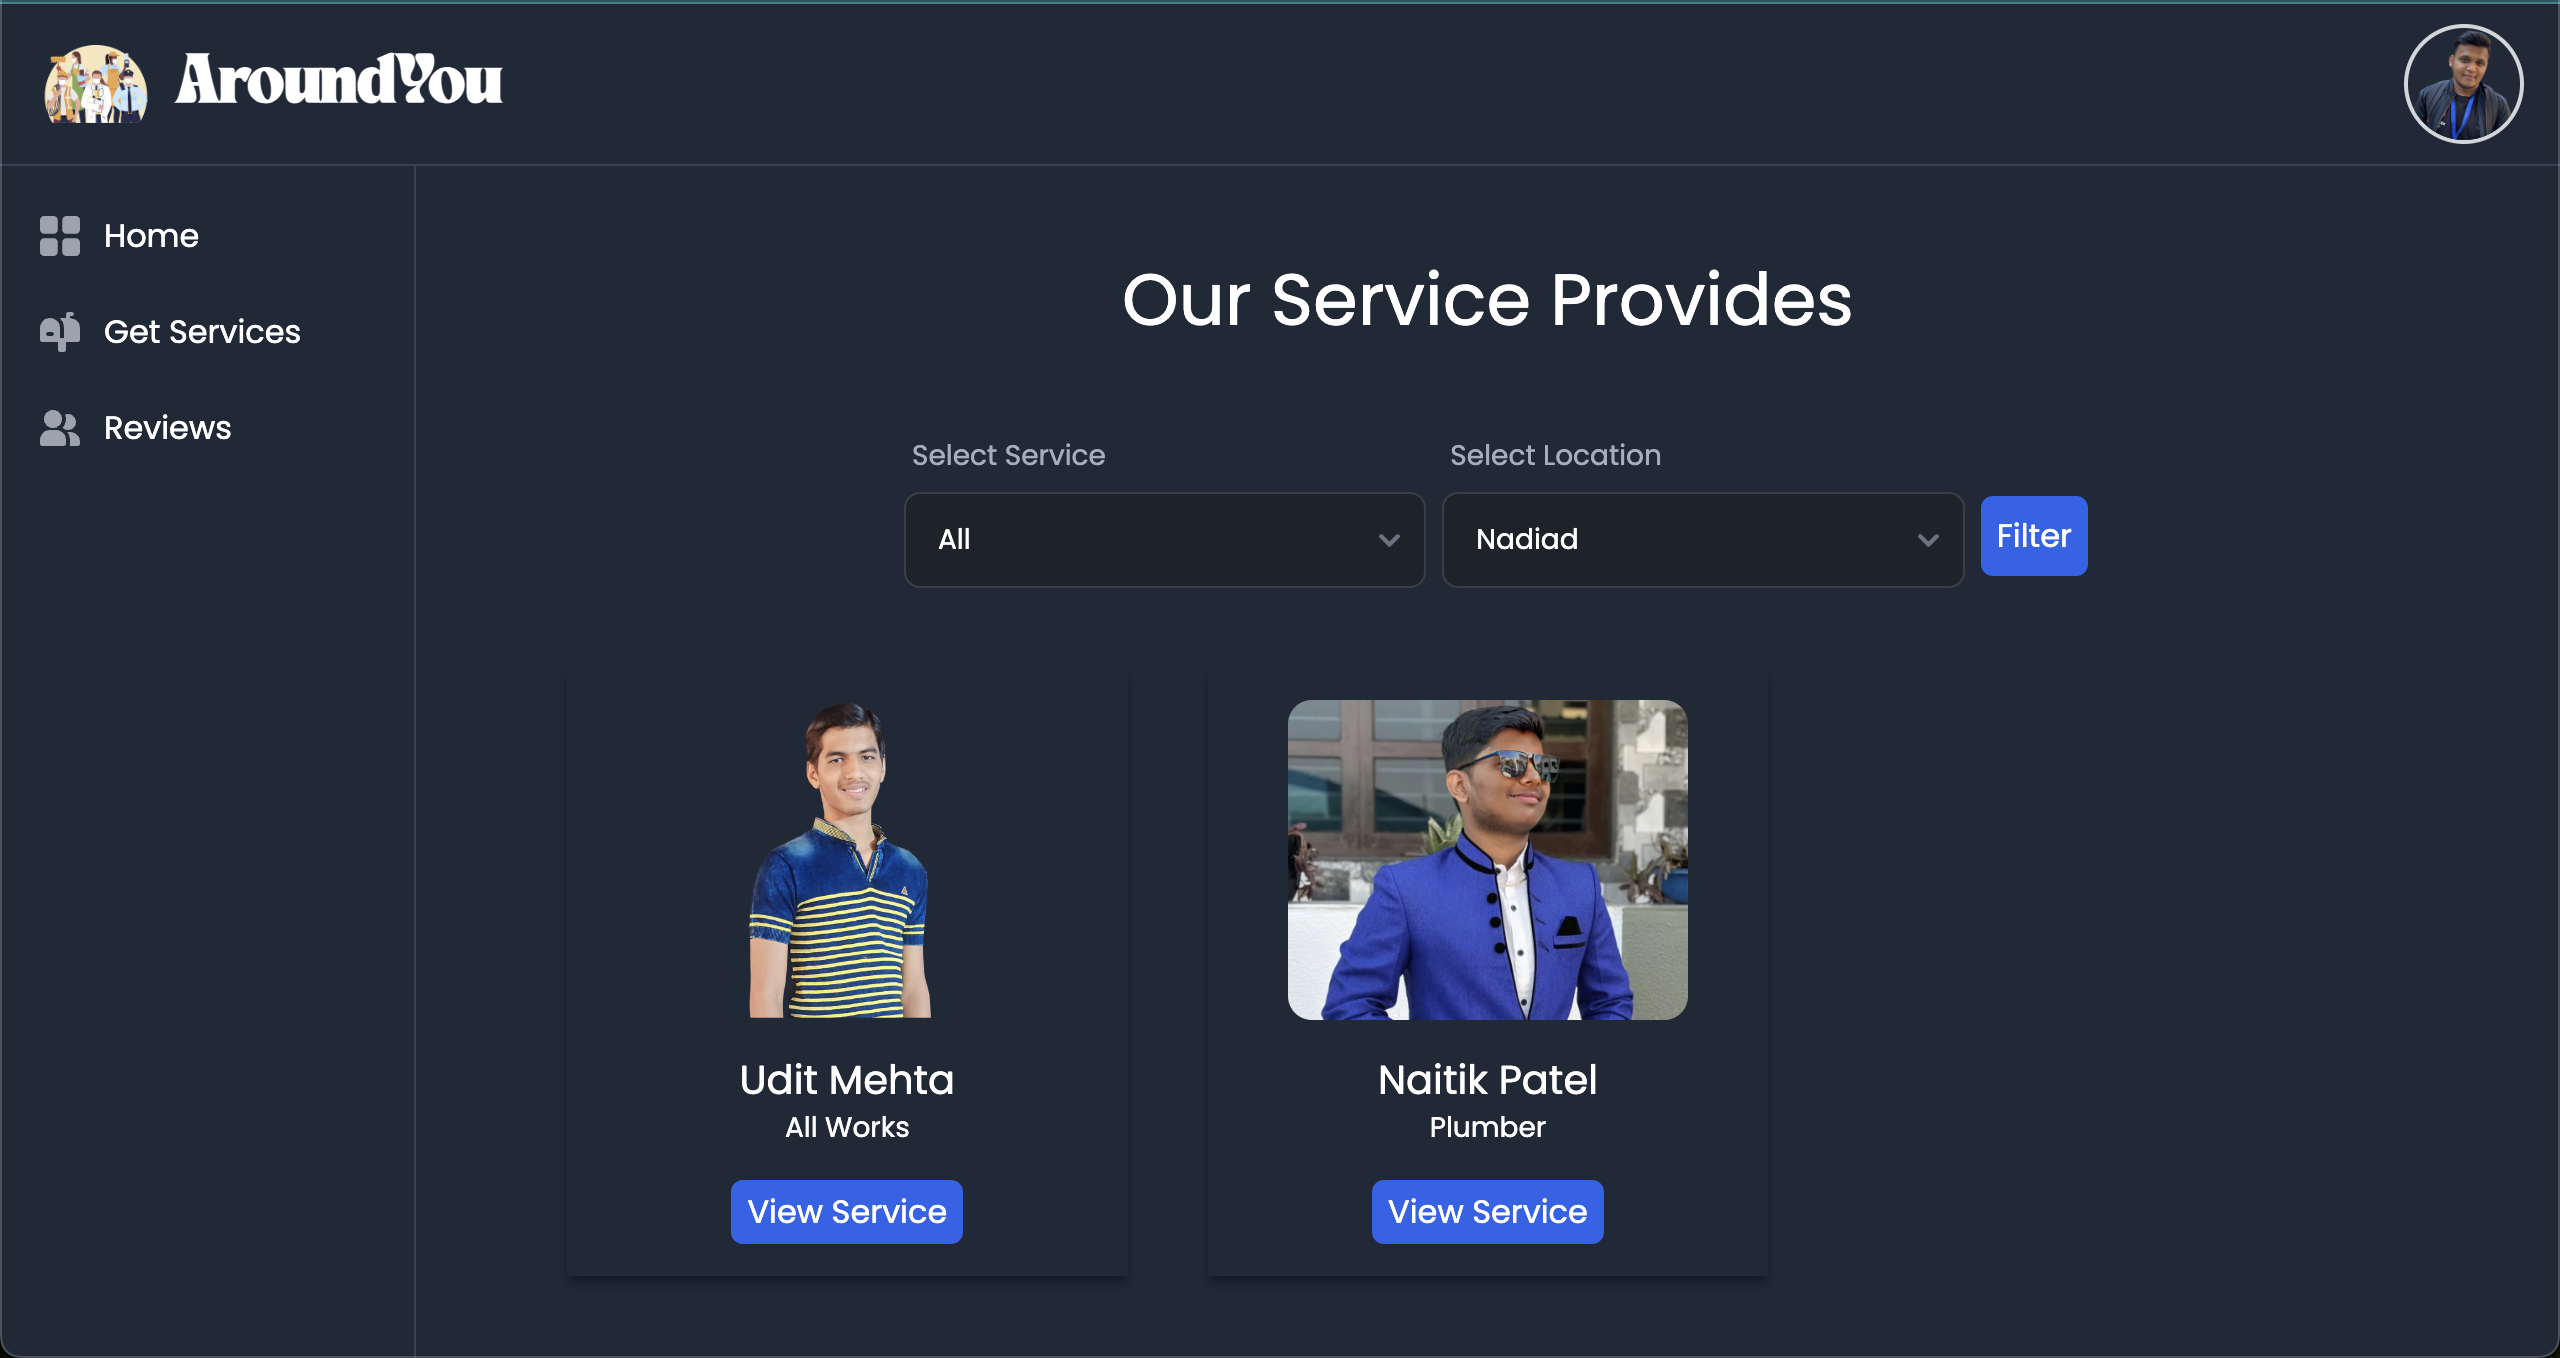 AroundYou
Home
Get Services
Reviews
Our Service Provides
Select Service
Select Location
All
Nadiad
Filter
Udit Mehta
All Works
View Service
Naitik Patel
Plumber
View Service